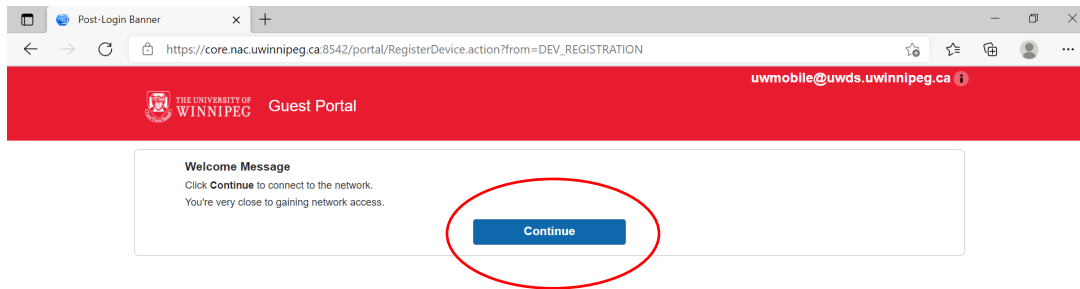 Post-Login Banner
https://core.nac.uwinnipeg.ca:8542/portal/RegisterDevice.action?from=DEV_REGISTRATION
uwmobile@uwds.uwinnipeg.ca i
THE UNIVERSITY OF
WINNIPEG
Guest Portal
Welcome Message
Click Continue to connect to the network.
You're very close to gaining network access.
Continue